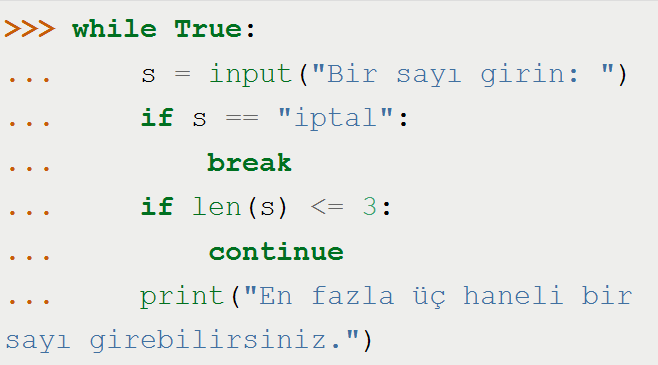 >>> while True:
...     s = input("Bir sayı girin: ")
...     if s == "iptal":
...         break
...     if len(s) <= 3:
...         continue
...     print("En fazla üç haneli bir
sayı girebilirsiniz.")